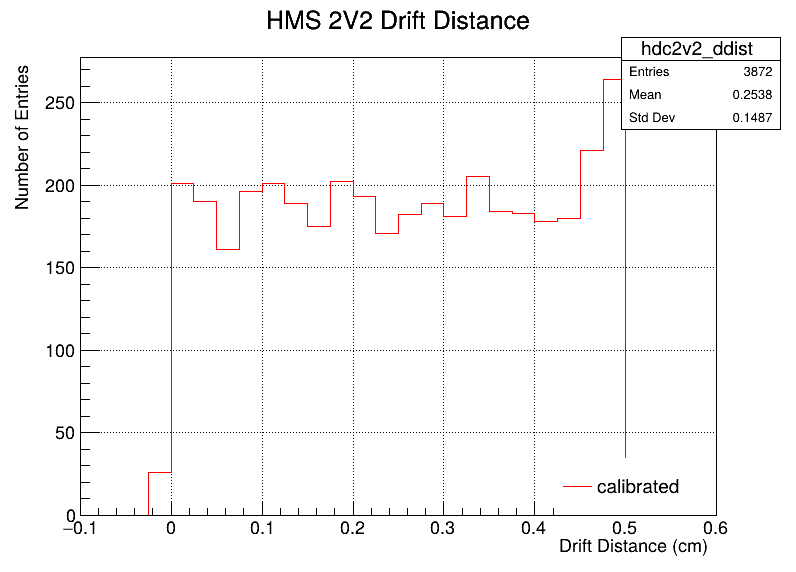 HMS 2V2 Drift Distance
hdc2v2_ddist
Entries 3872
Mean 0.2538
Std Dev 0.1487
Number of Entries
250
200
150
100
50
0
−0.1 0 0.1 0.2 0.3 0.4 0.5 0.6
calibrated
Drift Distance (cm)